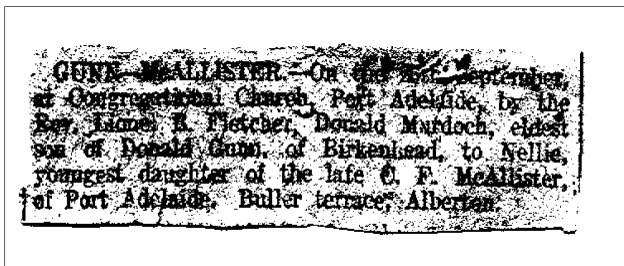 GUNN—McALLISTER.—On the September,
at Congregational Church, Port Adelaide, by the
Rev. Lionel B. Fletcher, Donald Murdoch, eldest
son of Donald Gunn, of Birkenhead, to Nellie,
youngest daughter of the late C. F. McAllister,
of Port Adelaide. Buller terrace, Alberton.